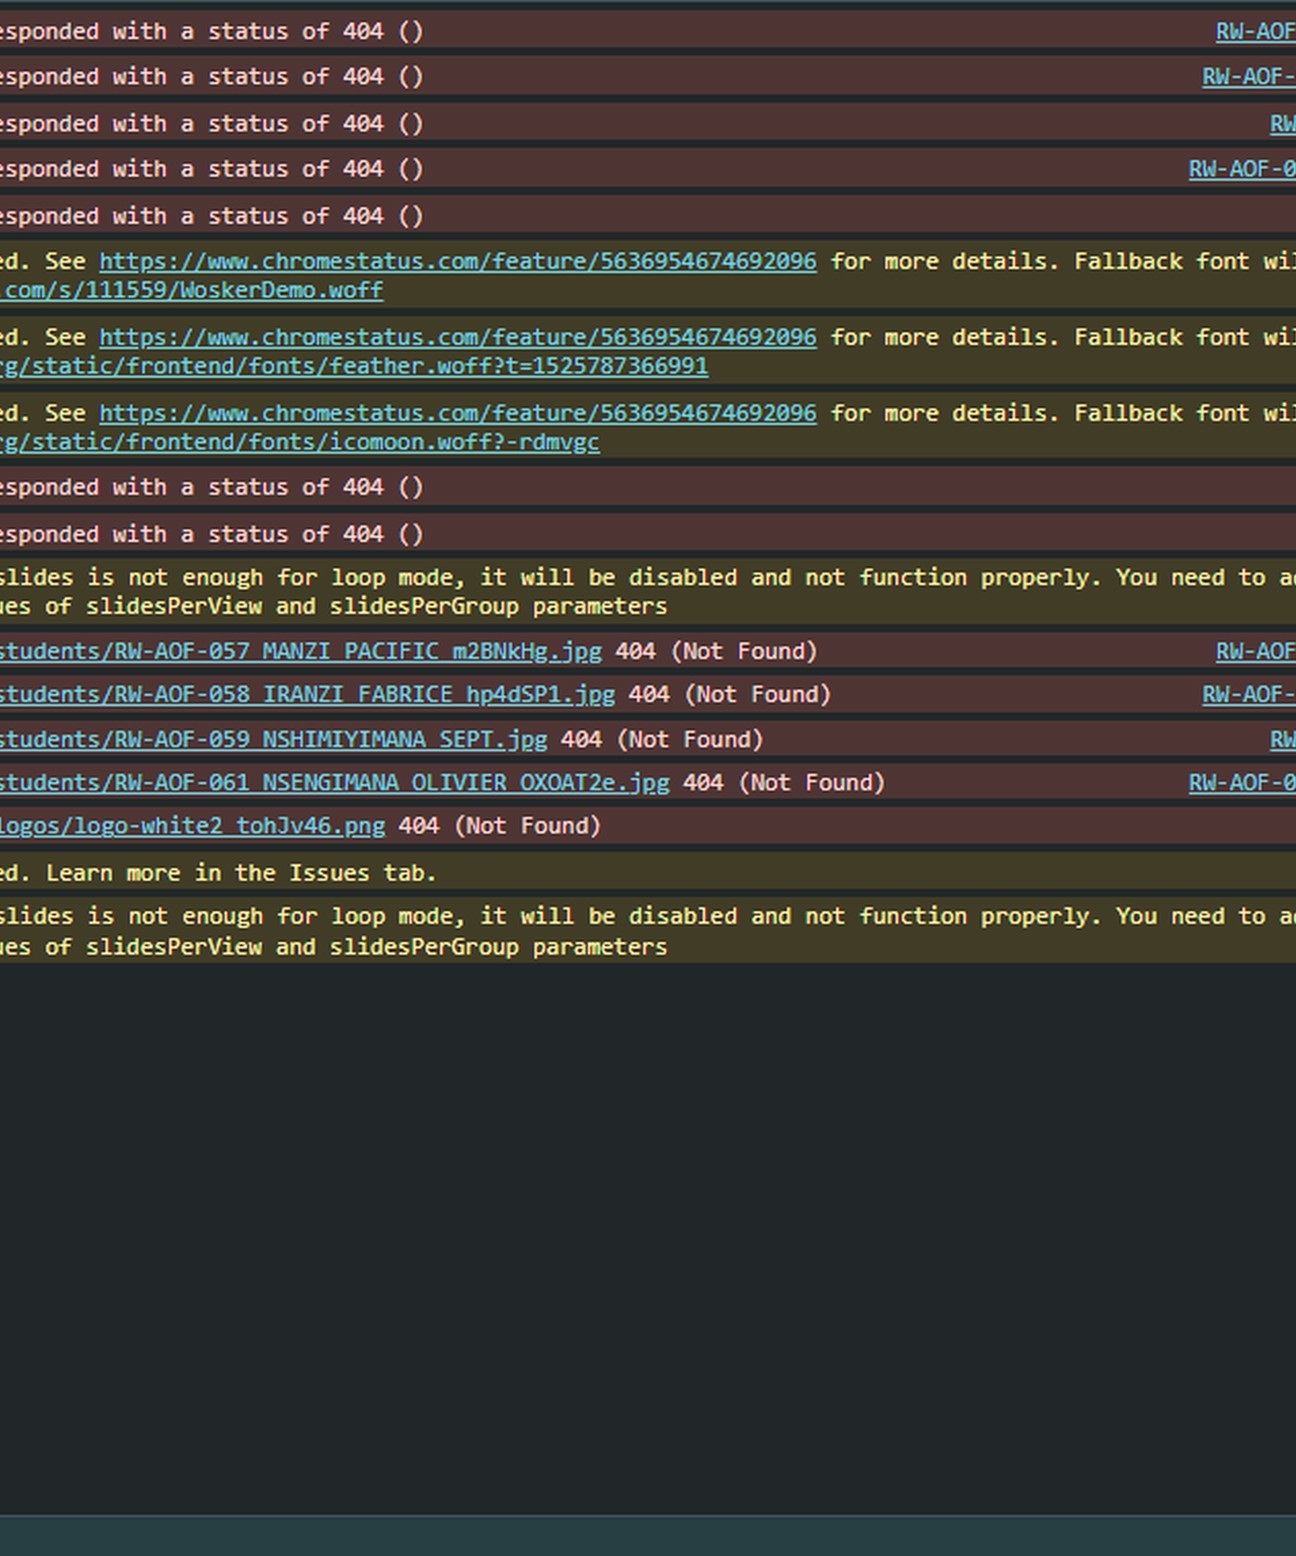 esponded with a status of 404 () RW-AOF
esponded with a status of 404 () RW-AOF-
esponded with a status of 404 () RW
esponded with a status of 404 () RW-AOF-0
esponded with a status of 404 ()
ed. See https://www.chromestatus.com/feature/5636954674692096 for more details. Fallback font wil
.com/s/111559/WoskerDemo.woff
ed. See https://www.chromestatus.com/feature/5636954674692096 for more details. Fallback font wil
rg/static/frontend/fonts/feather.woff?t=1525787366991
ed. See https://www.chromestatus.com/feature/5636954674692096 for more details. Fallback font wil
rg/static/frontend/fonts/icomoon.woff?-rdmvgc
esponded with a status of 404 ()
esponded with a status of 404 ()
slides is not enough for loop mode, it will be disabled and not function properly. You need to ad
ues of slidesPerView and slidesPerGroup parameters
students/RW-AOF-057_MANZI_PACIFIC_m2BNkHg.jpg 404 (Not Found) RW-AOF
students/RW-AOF-058_IRANZI_FABRICE_hp4dSP1.jpg 404 (Not Found) RW-AOF-
students/RW-AOF-059_NSHIMIYIMANA_SEPT.jpg 404 (Not Found) RW
students/RW-AOF-061_NSENGIMANA_OLIVIER_OXOAT2e.jpg 404 (Not Found) RW-AOF-0
logos/logo-white2_tohJv46.png 404 (Not Found)
ed. Learn more in the Issues tab.
slides is not enough for loop mode, it will be disabled and not function properly. You need to ad
ues of slidesPerView and slidesPerGroup parameters